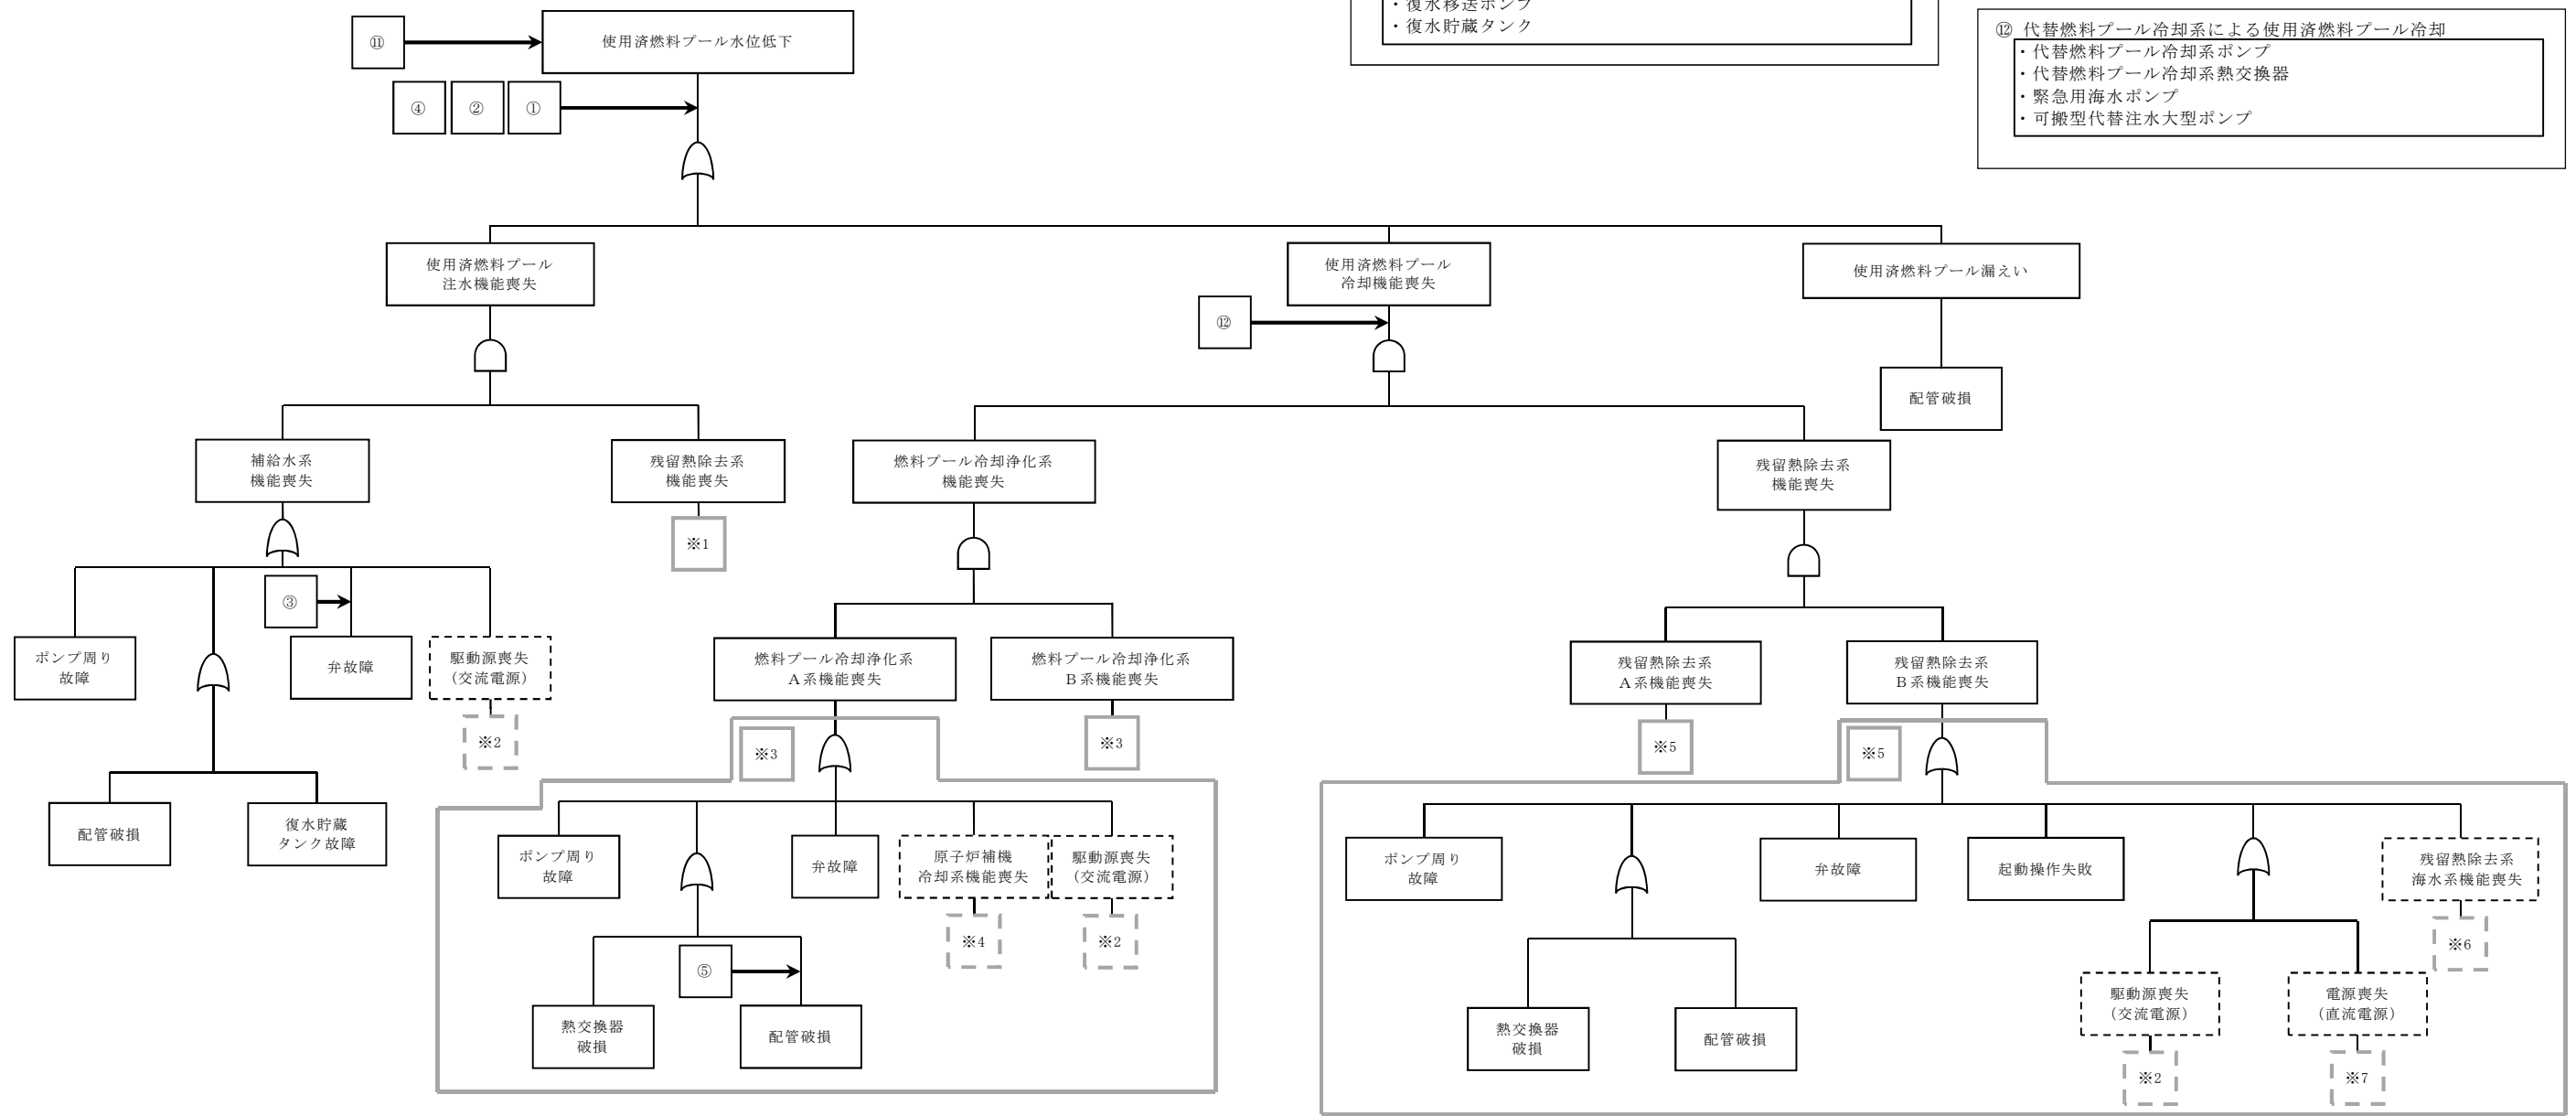 ・復水移送ポンプ
・復水貯蔵タンク
⑫ 代替燃料プール冷却系による使用済燃料プール冷却
・代替燃料プール冷却系ポンプ
・代替燃料プール冷却系熱交換器
・緊急用海水ポンプ
・可搬型代替注水大型ポンプ
⑪
使用済燃料プール水位低下
④ ② ①
使用済燃料プール
注水機能喪失
使用済燃料プール
冷却機能喪失
使用済燃料プール漏えい
⑫
配管破損
補給水系
機能喪失
残留熱除去系
機能喪失
燃料プール冷却浄化系
機能喪失
残留熱除去系
機能喪失
※1
③
ポンプ周り
故障
弁故障
駆動源喪失
（交流電源）
※2
配管破損
復水貯蔵
タンク故障
燃料プール冷却浄化系
Ａ系機能喪失
燃料プール冷却浄化系
Ｂ系機能喪失
※3
※3
ポンプ周り
故障
弁故障
原子炉補機
冷却系機能喪失
駆動源喪失
（交流電源）
※4
※2
⑤
熱交換器
破損
配管破損
残留熱除去系
Ａ系機能喪失
残留熱除去系
Ｂ系機能喪失
※5
※5
ポンプ周り
故障
弁故障
起動操作失敗
残留熱除去系
海水系機能喪失
※6
熱交換器
破損
配管破損
駆動源喪失
（交流電源）
電源喪失
（直流電源）
※2
※7